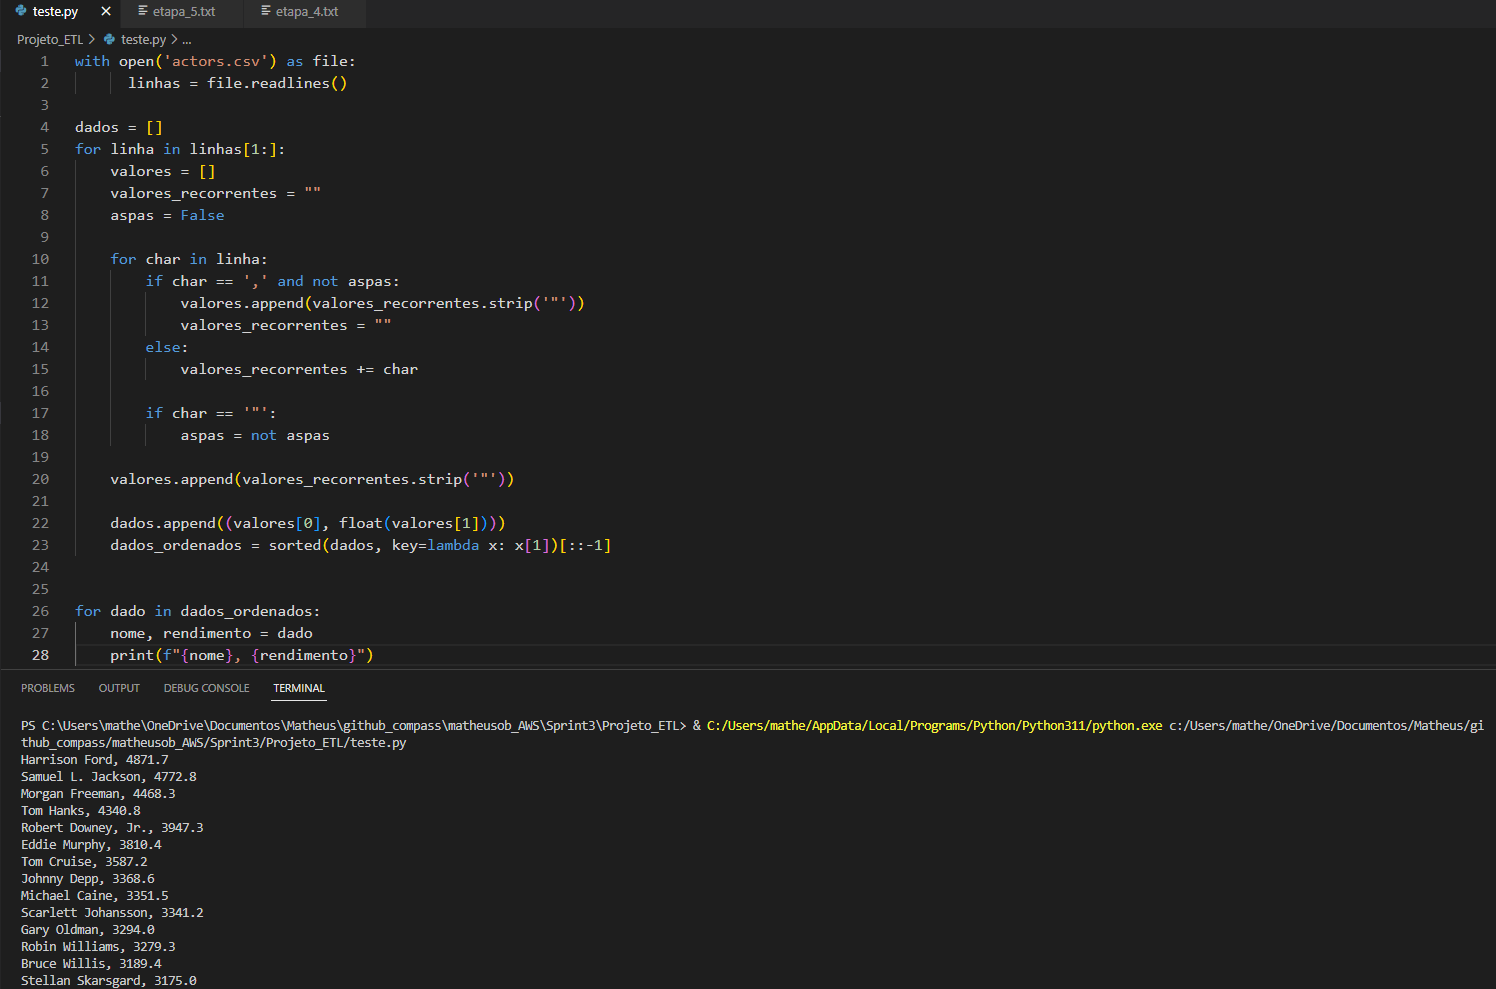 teste.py × etapa_5.txt etapa_4.txt
Projeto_ETL > teste.py > ...
1 with open('actors.csv') as file:
2 linhas = file.readlines()
3
4 dados = []
5 for linha in linhas[1:]:
6 valores = []
7 valores_recorrentes = ""
8 aspas = False
9
10 for char in linha:
11 if char == ',' and not aspas:
12 valores.append(valores_recorrentes.strip('"'))
13 valores_recorrentes = ""
14 else:
15 valores_recorrentes += char
16
17 if char == '"':
18 aspas = not aspas
19
20 valores.append(valores_recorrentes.strip('"'))
21
22 dados.append((valores[0], float(valores[1])))
23 dados_ordenados = sorted(dados, key=lambda x: x[1])[::-1]
24
25
26 for dado in dados_ordenados:
27 nome, rendimento = dado
28 print(f"{nome}, {rendimento}")
PROBLEMS OUTPUT DEBUG CONSOLE TERMINAL
PS C:\Users\mathe\OneDrive\Documentos\Matheus\github_compass\matheusob_AWS\Sprint3\Projeto_ETL> & C:/Users/mathe/AppData/Local/Programs/Python/Python311/python.exe c:/Users/mathe/OneDrive/Documentos/Matheus/gi
thub_compass/matheusob_AWS/Sprint3/Projeto_ETL/teste.py
Harrison Ford, 4871.7
Samuel L. Jackson, 4772.8
Morgan Freeman, 4468.3
Tom Hanks, 4340.8
Robert Downey, Jr., 3947.3
Eddie Murphy, 3810.4
Tom Cruise, 3587.2
Johnny Depp, 3368.6
Michael Caine, 3351.5
Scarlett Johansson, 3341.2
Gary Oldman, 3294.0
Robin Williams, 3279.3
Bruce Willis, 3189.4
Stellan Skarsgard, 3175.0